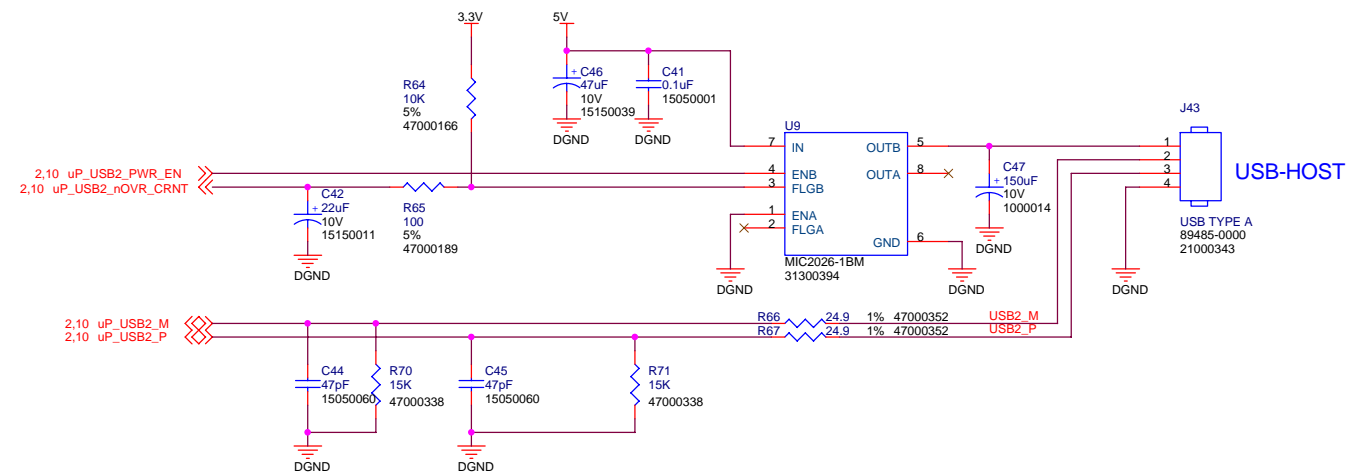 3.3V
5V
R64
10K
5%
47000166
+ C46
47uF
10V
15150039
DGND
C41
0.1uF
15050001
DGND
J43
1
2
3
4
USB-HOST
USB TYPE A
89485-0000
21000343
DGND
U9
7 IN
4 ENB
3 FLGB
1 ENA
2 FLGA
OUTB 5
OUTA 8
GND 6
MIC2026-1BM
31300394
DGND
DGND
C47
+ 150uF
10V
1000014
DGND
2,10 uP_USB2_PWR_EN
2,10 uP_USB2_nOVR_CRNT
C42
+ 22uF
10V
15150011
DGND
R65
100
5%
47000189
2,10 uP_USB2_M
2,10 uP_USB2_P
R66 24.9 1% 47000352 USB2_M
R67 24.9 1% 47000352 USB2_P
C44
47pF
15050060
R70
15K
47000338
DGND
C45
47pF
15050060
R71
15K
47000338
DGND